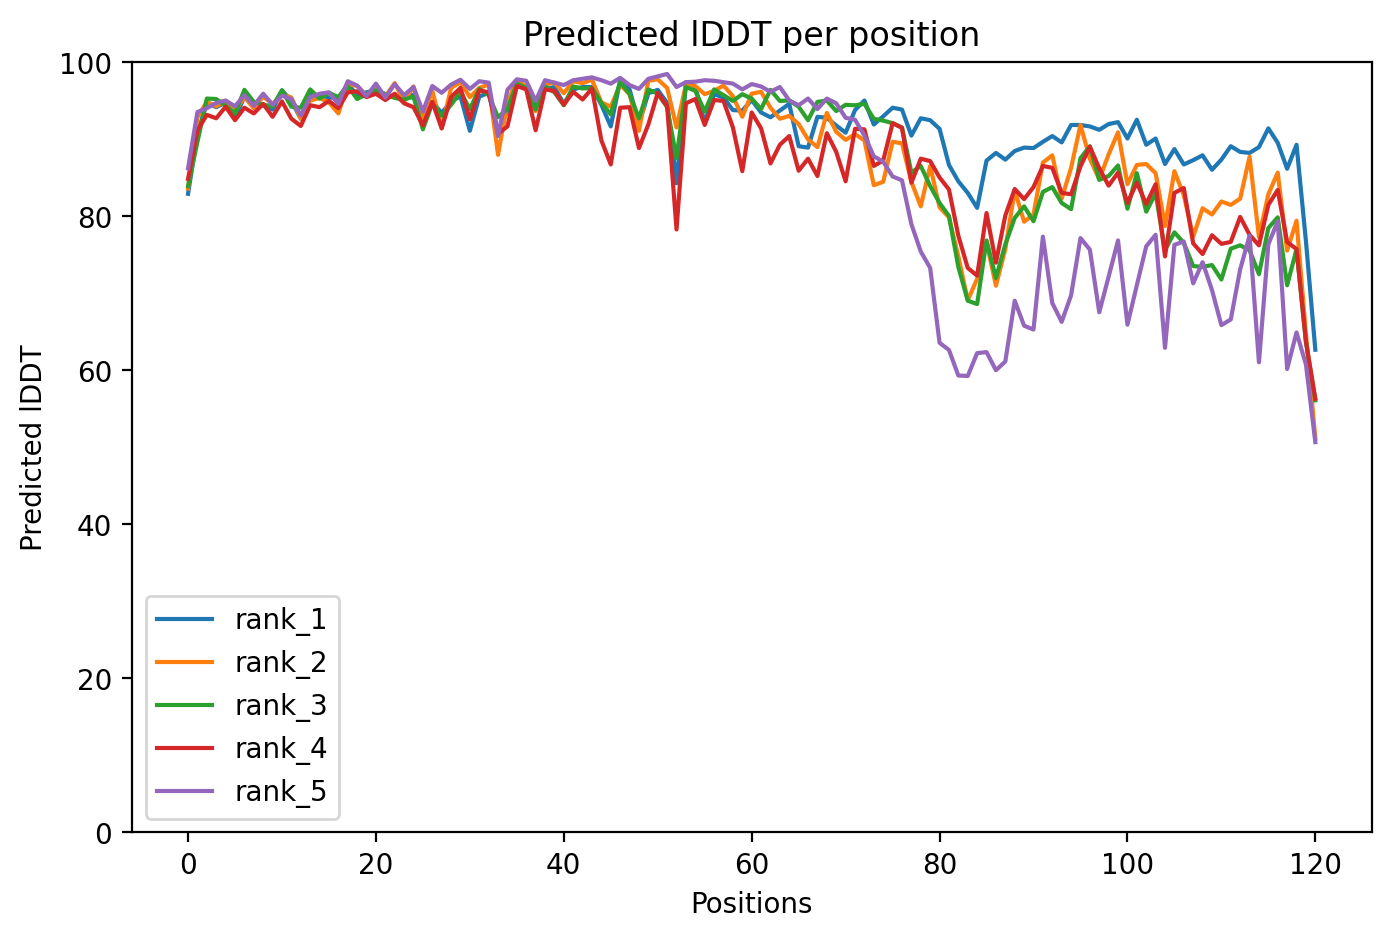 Predicted lDDT per position
100
80
60
40
20
0
Predicted lDDT
rank_1
rank_2
rank_3
rank_4
rank_5
0 20 40 60 80 100 120
Positions